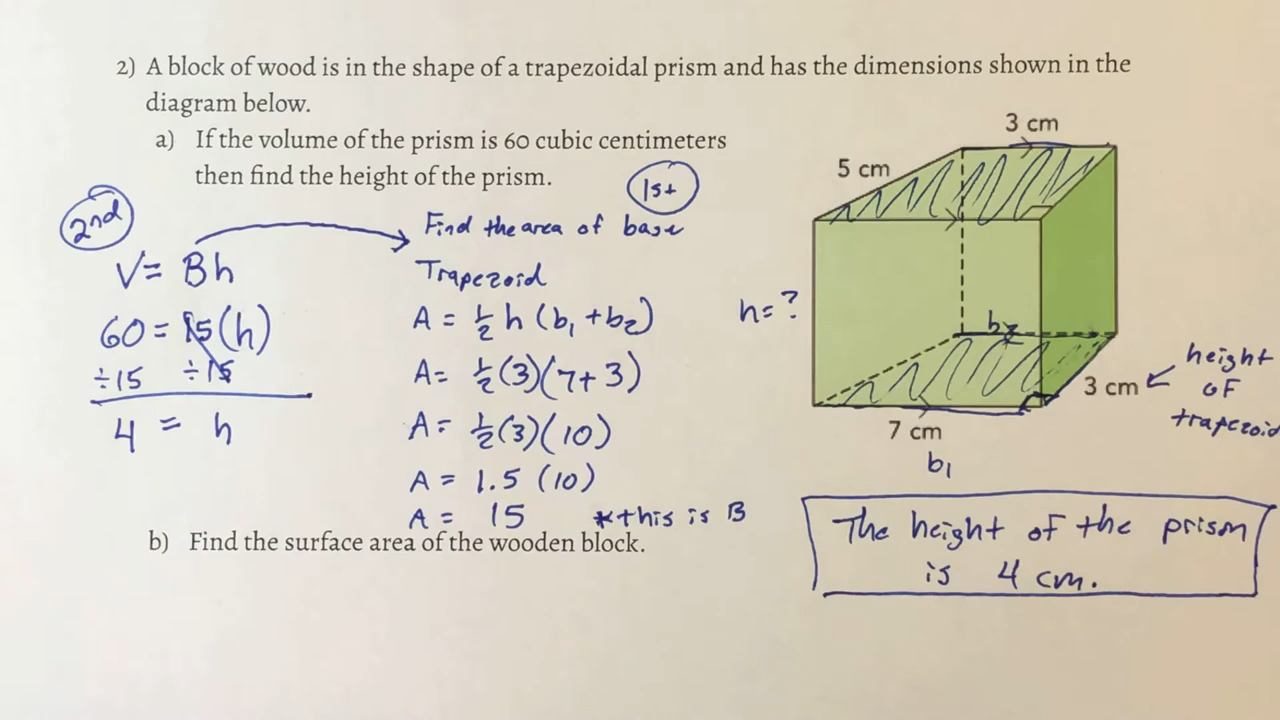 2) A block of wood is in the shape of a trapezoidal prism and has the dimensions shown in the
diagram below.
a) If the volume of the prism is 60 cubic centimeters
then find the height of the prism.
1st
2nd
Find the area of base
V = Bh
Trapezoid
60 = 15(h)
A = 1/2 h (b₁ + b₂)
÷15 ÷15
A = 1/2 (3)(7+3)
4 = h
A = 1/2 (3)(10)
A = 1.5 (10)
A = 15 *this is B
3 cm
5 cm
h = ?
b₂
3 cm
height
of
trapezoid
7 cm
b₁
The height of the prism
is 4 cm.
b) Find the surface area of the wooden block.